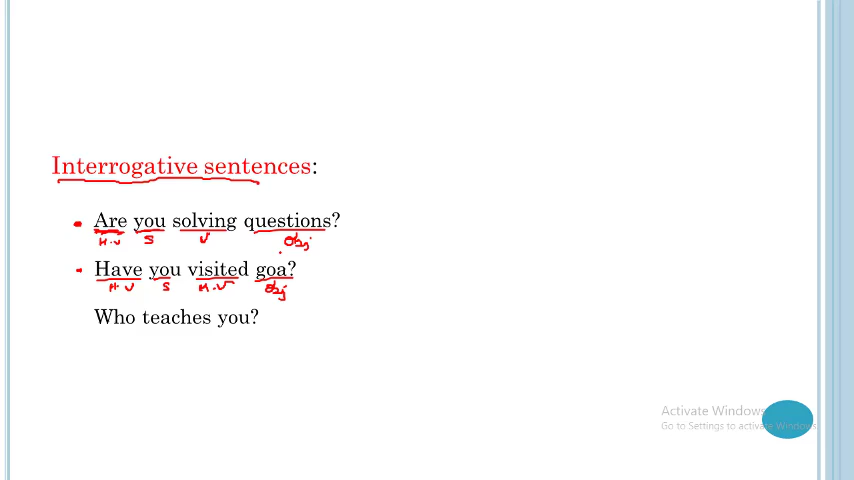 Interrogative sentences:
Are you solving questions?
H.V S V Obj
Have you visited goa?
H.V S M.V Obj
Who teaches you?
Activate Windows
Go to Settings to activate Windows